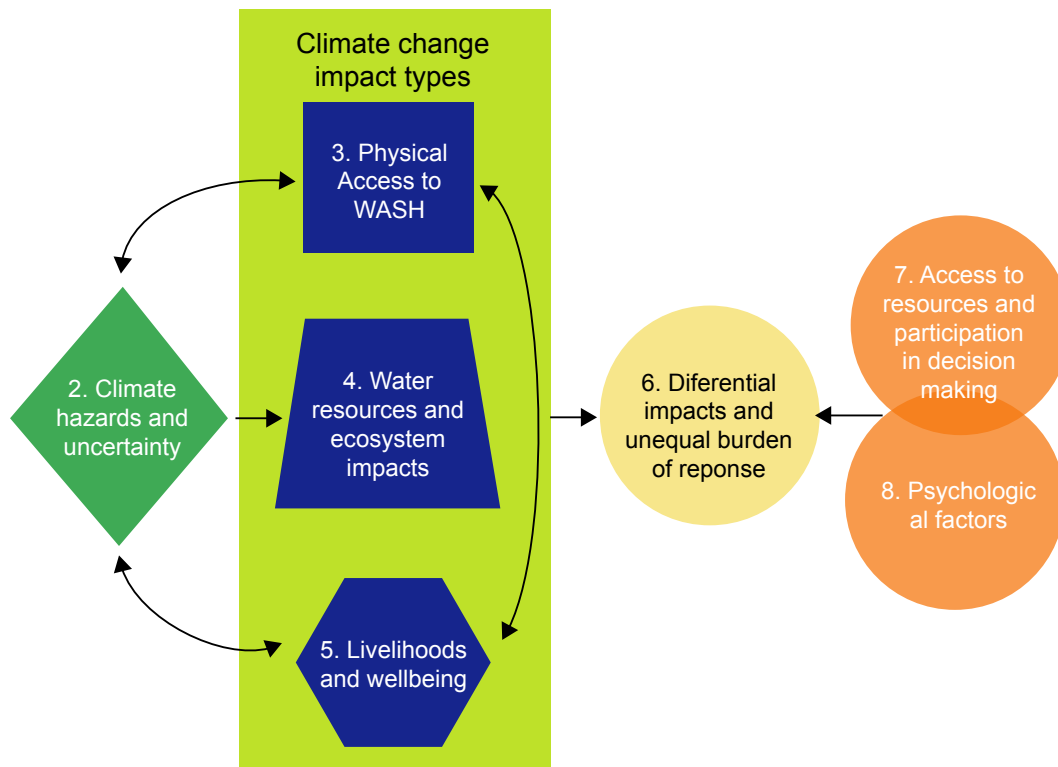 Climate change
impact types
3. Physical
Access to
WASH
2. Climate
hazards and
uncertainty
4. Water
resources and
ecosystem
impacts
5. Livelihoods
and wellbeing
6. Diferential
impacts and
unequal burden
of reponse
7. Access to
resources and
participation
in decision
making
8. Psychologic
al factors